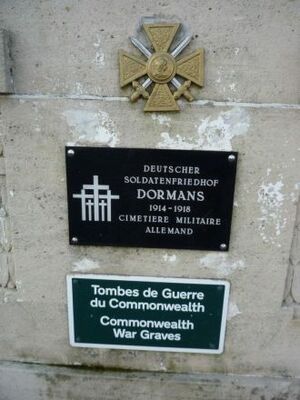 DEUTSCHER
SOLDATENFRIEDHOF
DORMANS
1914-1918
CIMETIERE MILITAIRE
ALLEMAND
Tombes de Guerre
du Commonwealth
Commonwealth
War Graves